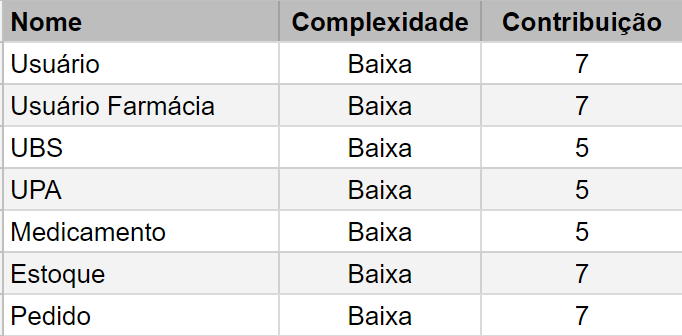 Nome Complexidade Contribuição
Usuário Baixa 7
Usuário Farmácia Baixa 7
UBS Baixa 5
UPA Baixa 5
Medicamento Baixa 5
Estoque Baixa 7
Pedido Baixa 7